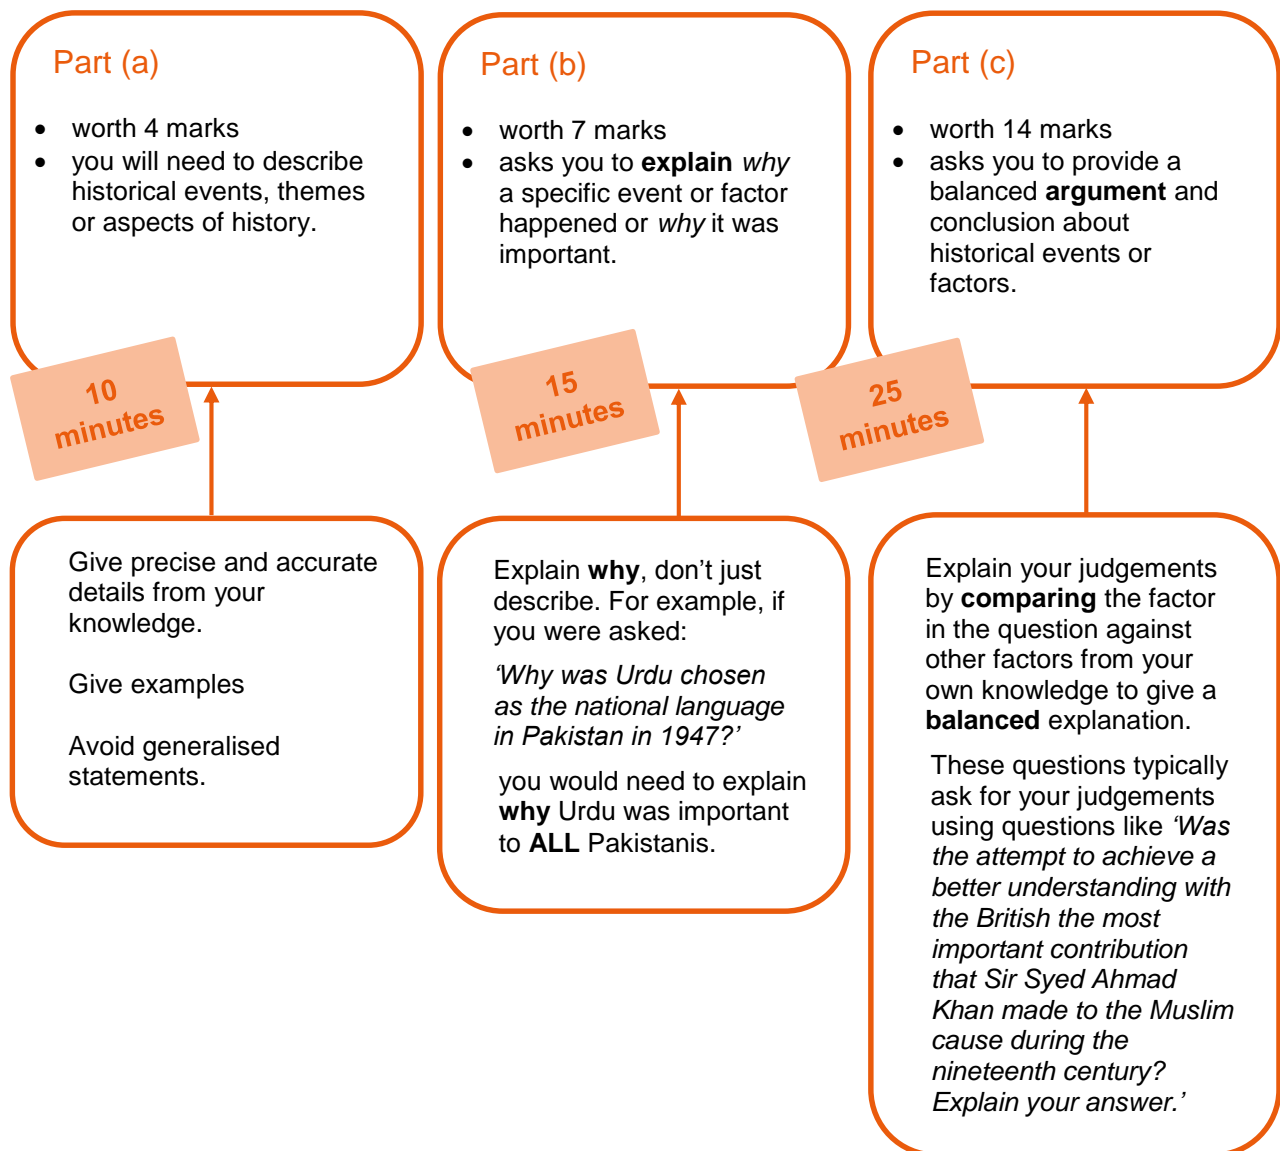 Part (a)
• worth 4 marks
• you will need to describe
historical events, themes
or aspects of history.
10
minutes
Give precise and accurate
details from your
knowledge.
Give examples
Avoid generalised
statements.
Part (b)
• worth 7 marks
• asks you to explain why
a specific event or factor
happened or why it was
important.
15
minutes
Explain why, don’t just
describe. For example, if
you were asked:
‘Why was Urdu chosen
as the national language
in Pakistan in 1947?’
you would need to explain
why Urdu was important
to ALL Pakistanis.
Part (c)
• worth 14 marks
• asks you to provide a
balanced argument and
conclusion about
historical events or
factors.
25
minutes
Explain your judgements
by comparing the factor
in the question against
other factors from your
own knowledge to give a
balanced explanation.
These questions typically
ask for your judgements
using questions like ‘Was
the attempt to achieve a
better understanding with
the British the most
important contribution
that Sir Syed Ahmad
Khan made to the Muslim
cause during the
nineteenth century?
Explain your answer.’